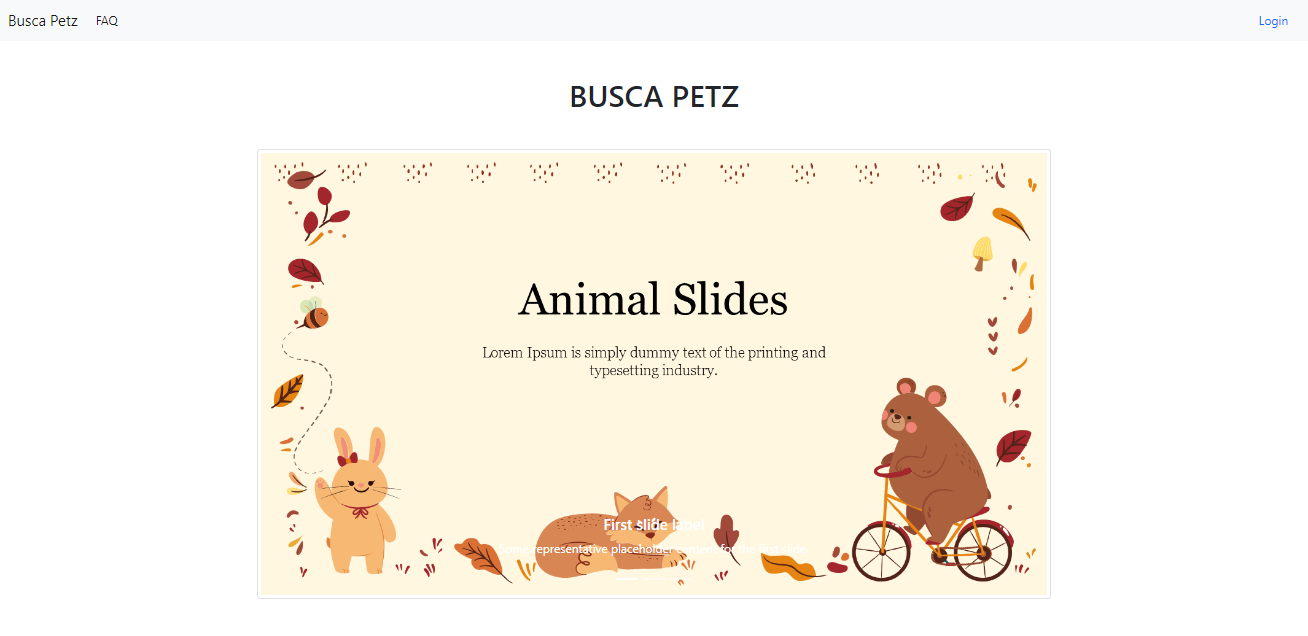 Busca Petz FAQ Login
BUSCA PETZ
Animal Slides
Lorem Ipsum is simply dummy text of the printing and
typesetting industry.
First slide label
Some representative placeholder content for the first slide.